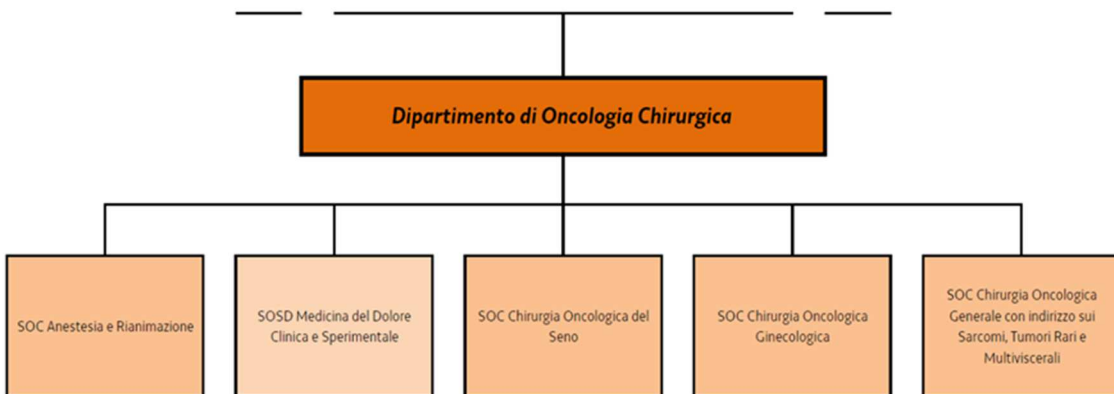 Dipartimento di Oncologia Chirurgica
SOC Anestesia e Rianimazione
SOSD Medicina del Dolore
Clinica e Sperimentale
SOC Chirurgia Oncologica del
Seno
SOC Chirurgia Oncologica
Ginecologica
SOC Chirurgia Oncologica
Generale con indirizzo sui
Sarcomi, Tumori Rari e
Multiviscerali